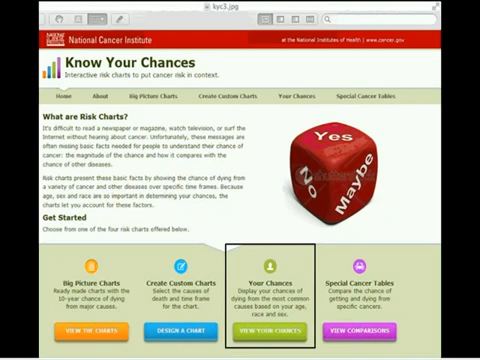 kyc3.jpg
NATIONAL CANCER INSTITUTE
National Cancer Institute
at the National Institutes of Health | www.cancer.gov
Know Your Chances
Interactive risk charts to put cancer risk in context.
Home About Big Picture Charts Create Custom Charts Your Chances Special Cancer Tables
What are Risk Charts?
It's difficult to read a newspaper or magazine, watch television, or surf the
Internet without hearing about cancer. Unfortunately, these messages are
often missing basic facts needed for people to understand their chance of
cancer: the magnitude of the chance and how it compares with the
chance of other diseases.
Risk charts present these basic facts by showing the chance of dying from
a variety of cancer and other diseases over specific time frames. Because
age, sex and race are so important in determining your chances, the
charts let you account for these factors.
Yes
No
Maybe
Get Started
Choose from one of the four risk charts offered below.
Big Picture Charts
Ready made charts with the
10-year chance of dying
from major causes.
VIEW THE CHARTS
Create Custom Charts
Select the causes of
death and time frame
for the chart.
DESIGN A CHART
Your Chances
Display your chances of
dying from the most common
causes based on your age,
race and sex.
VIEW YOUR CHANCES
Special Cancer Tables
Compare the chance of
getting and dying from
specific cancers.
VIEW COMPARISONS